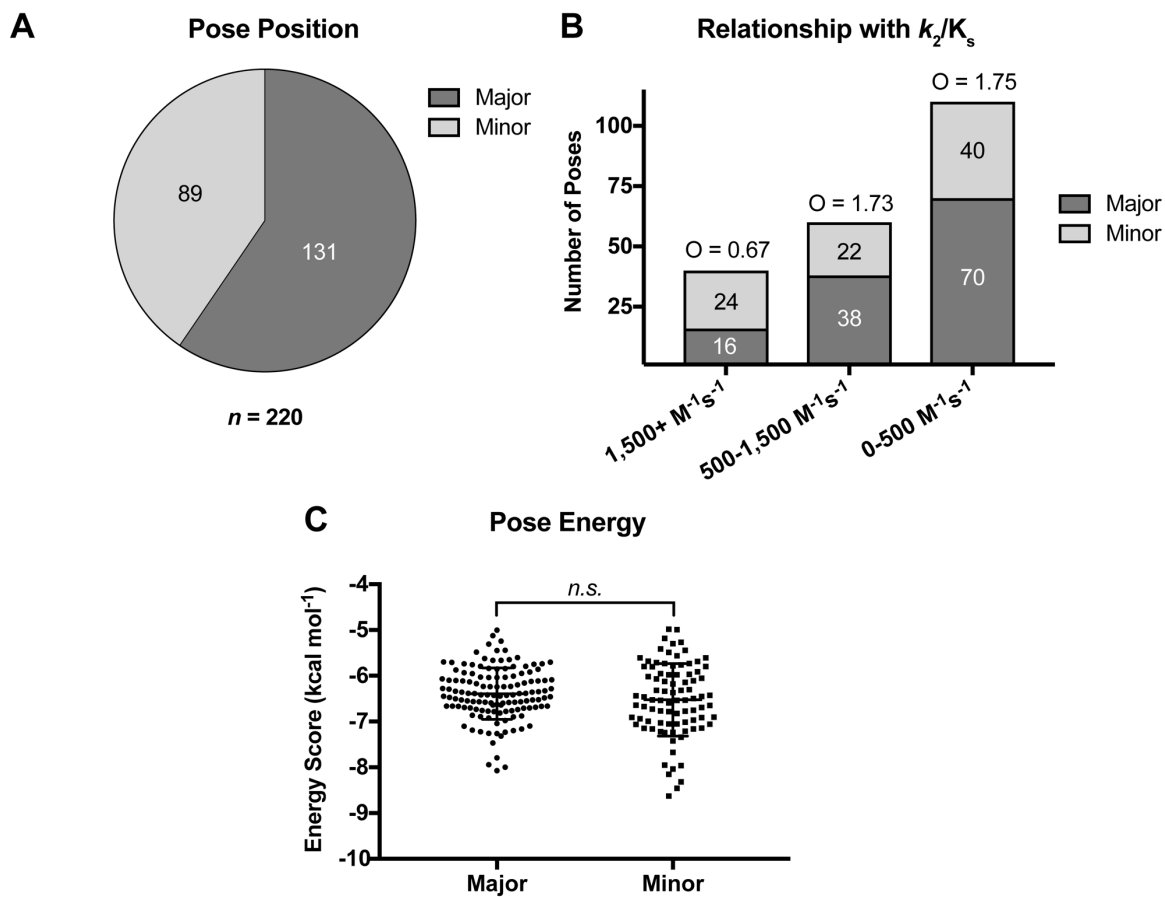 A
Pose Position
Major
Minor
89
131
n = 220
B
Relationship with k₂/Kₛ
O = 1.75
O = 1.73
O = 0.67
Number of Poses
100
75
50
25
40
70
22
38
24
16
Major
Minor
1,500+ M⁻¹s⁻¹
500-1,500 M⁻¹s⁻¹
0-500 M⁻¹s⁻¹
C
Pose Energy
n.s.
Energy Score (kcal mol⁻¹)
-4
-5
-6
-7
-8
-9
-10
Major
Minor